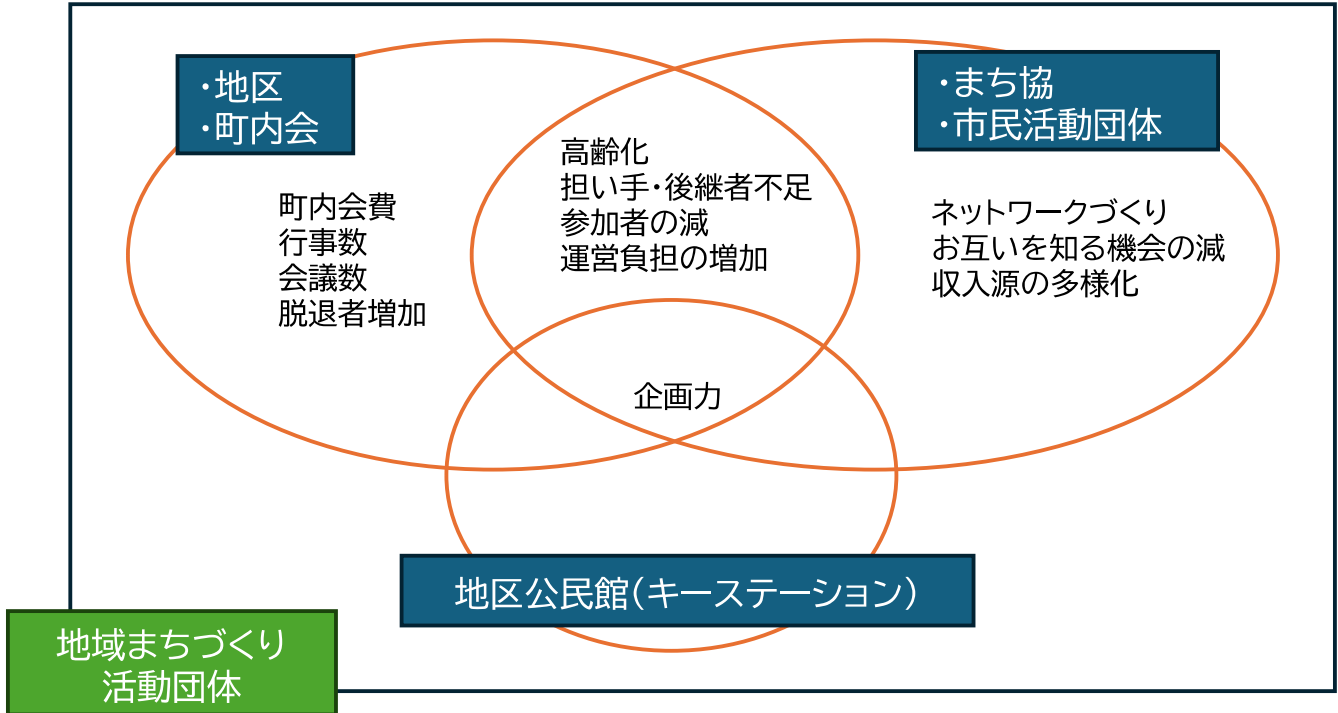 ・地区
・町内会
・まち協
・市民活動団体
高齢化
担い手・後継者不足
参加者の減
運営負担の増加
町内会費
行事数
会議数
脱退者増加
ネットワークづくり
お互いを知る機会の減
収入源の多様化
企画力
地区公民館（キーステーション）
地域まちづくり
活動団体